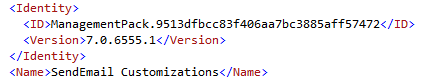 <Identity>
<ID>ManagementPack.9513dfbcc83f406aa7bc3885aff57472</ID>
<Version>7.0.6555.1</Version>
</Identity>
<Name>SendEmail Customizations</Name>